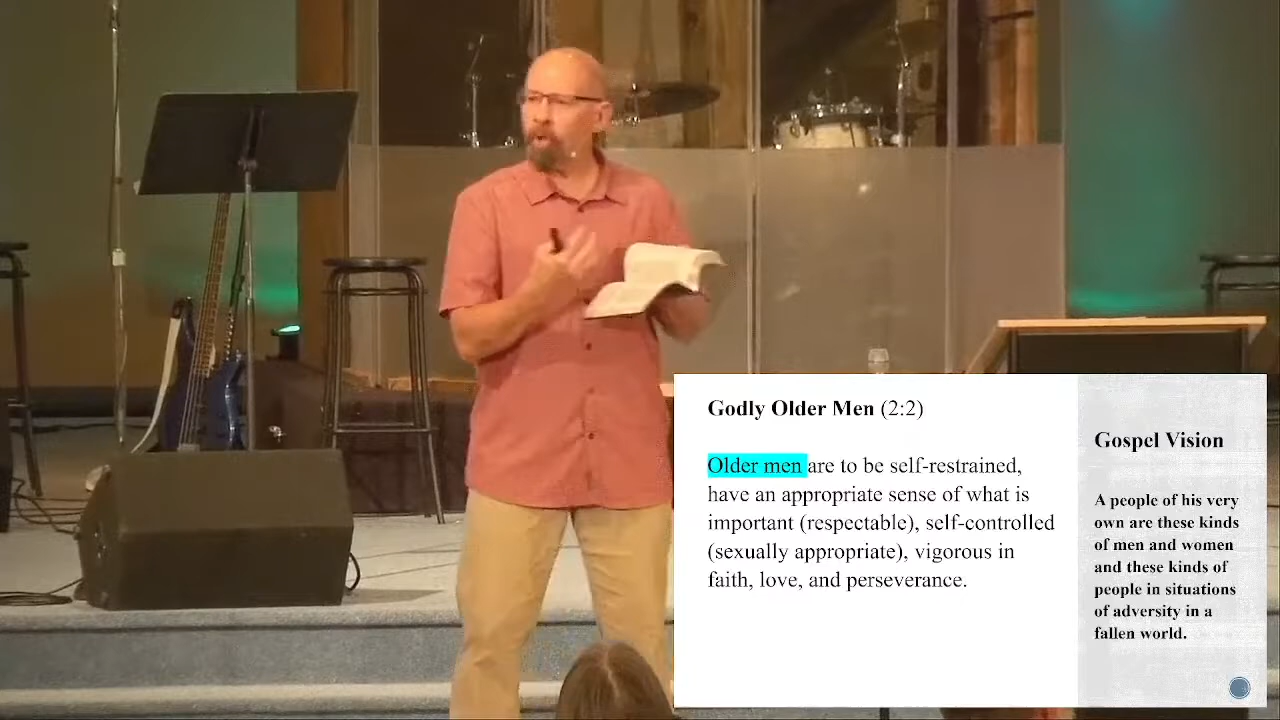 Godly Older Men (2:2)
Older men are to be self-restrained,
have an appropriate sense of what is
important (respectable), self-controlled
(sexually appropriate), vigorous in
faith, love, and perseverance.
Gospel Vision
A people of his very
own are these kinds
of men and women
and these kinds of
people in situations
of adversity in a
fallen world.